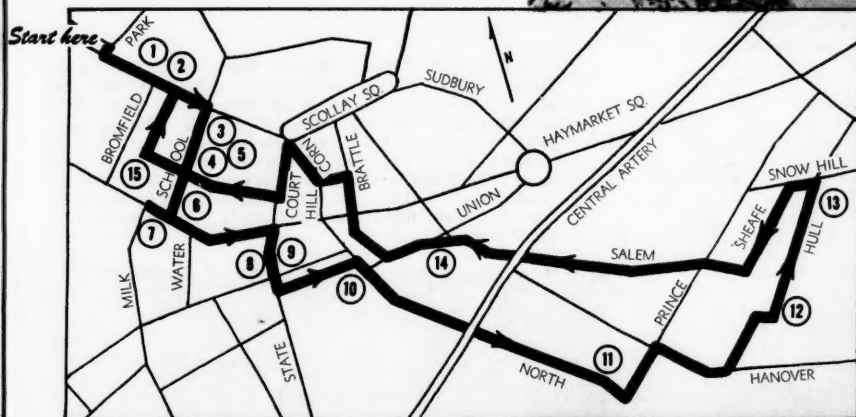 Start here
PARK
1
2
BROMFIELD
3
4
5
SCHOOL
15
6
7
MILK
WATER
8
9
COURT
HILL
CORN
SCOLLAY SQ.
BRATTLE
SUDBURY
N
HAYMARKET SQ.
UNION
CENTRAL ARTERY
10
STATE
14
SALEM
NORTH
11
PRINCE
SHEAFE
SNOW HILL
13
HULL
12
HANOVER